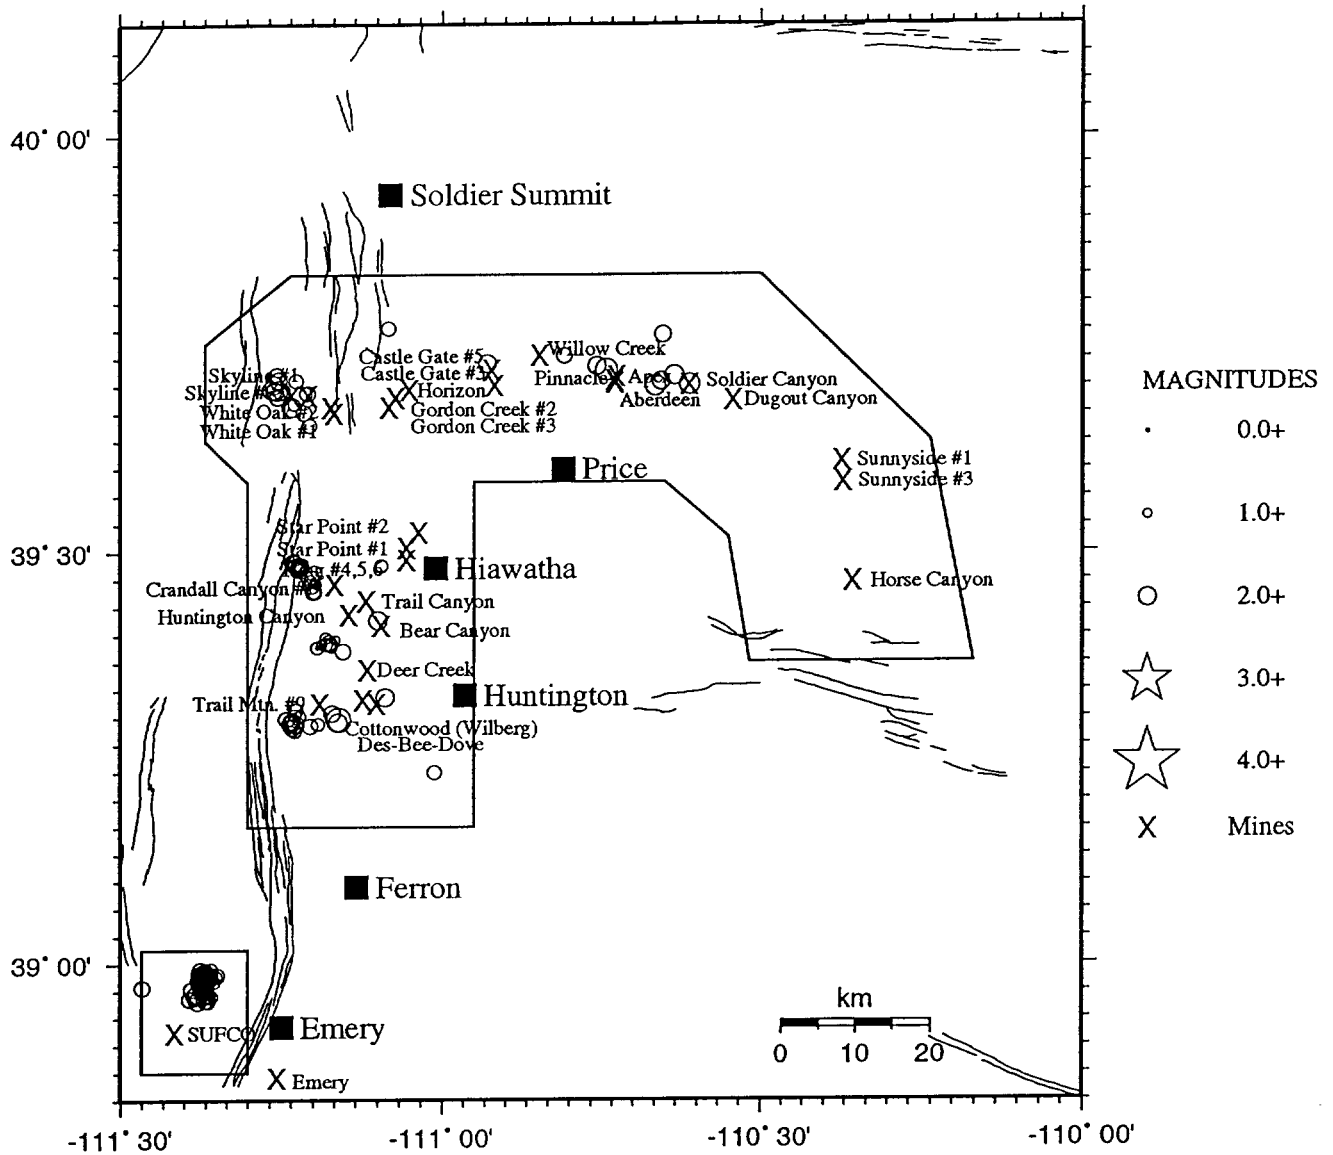 40° 00'
Soldier Summit
Castle Gate #5
Willow Creek
Castle Gate #3
Skyline #1
Pinnacle
Apex
Soldier Canyon
Skyline
Horizon
Aberdeen
Dugout Canyon
White Oak #2
Gordon Creek #2
White Oak #1
Gordon Creek #3
MAGNITUDES
0.0+
Price
Sunnyside #1
Sunnyside #3
1.0+
Star Point #2
39° 30'
Star Point #1
#4,5,6
Hiawatha
Crandall Canyon
Horse Canyon
2.0+
Trail Canyon
Huntington Canyon
Bear Canyon
Deer Creek
3.0+
Huntington
Trail Mtn. #9
Cottonwood (Wilberg)
Des-Bee-Dove
4.0+
Mines
Ferron
39° 00'
km
0 10 20
SUFCO
Emery
Emery
-111° 30' -111° 00' -110° 30' -110° 00'